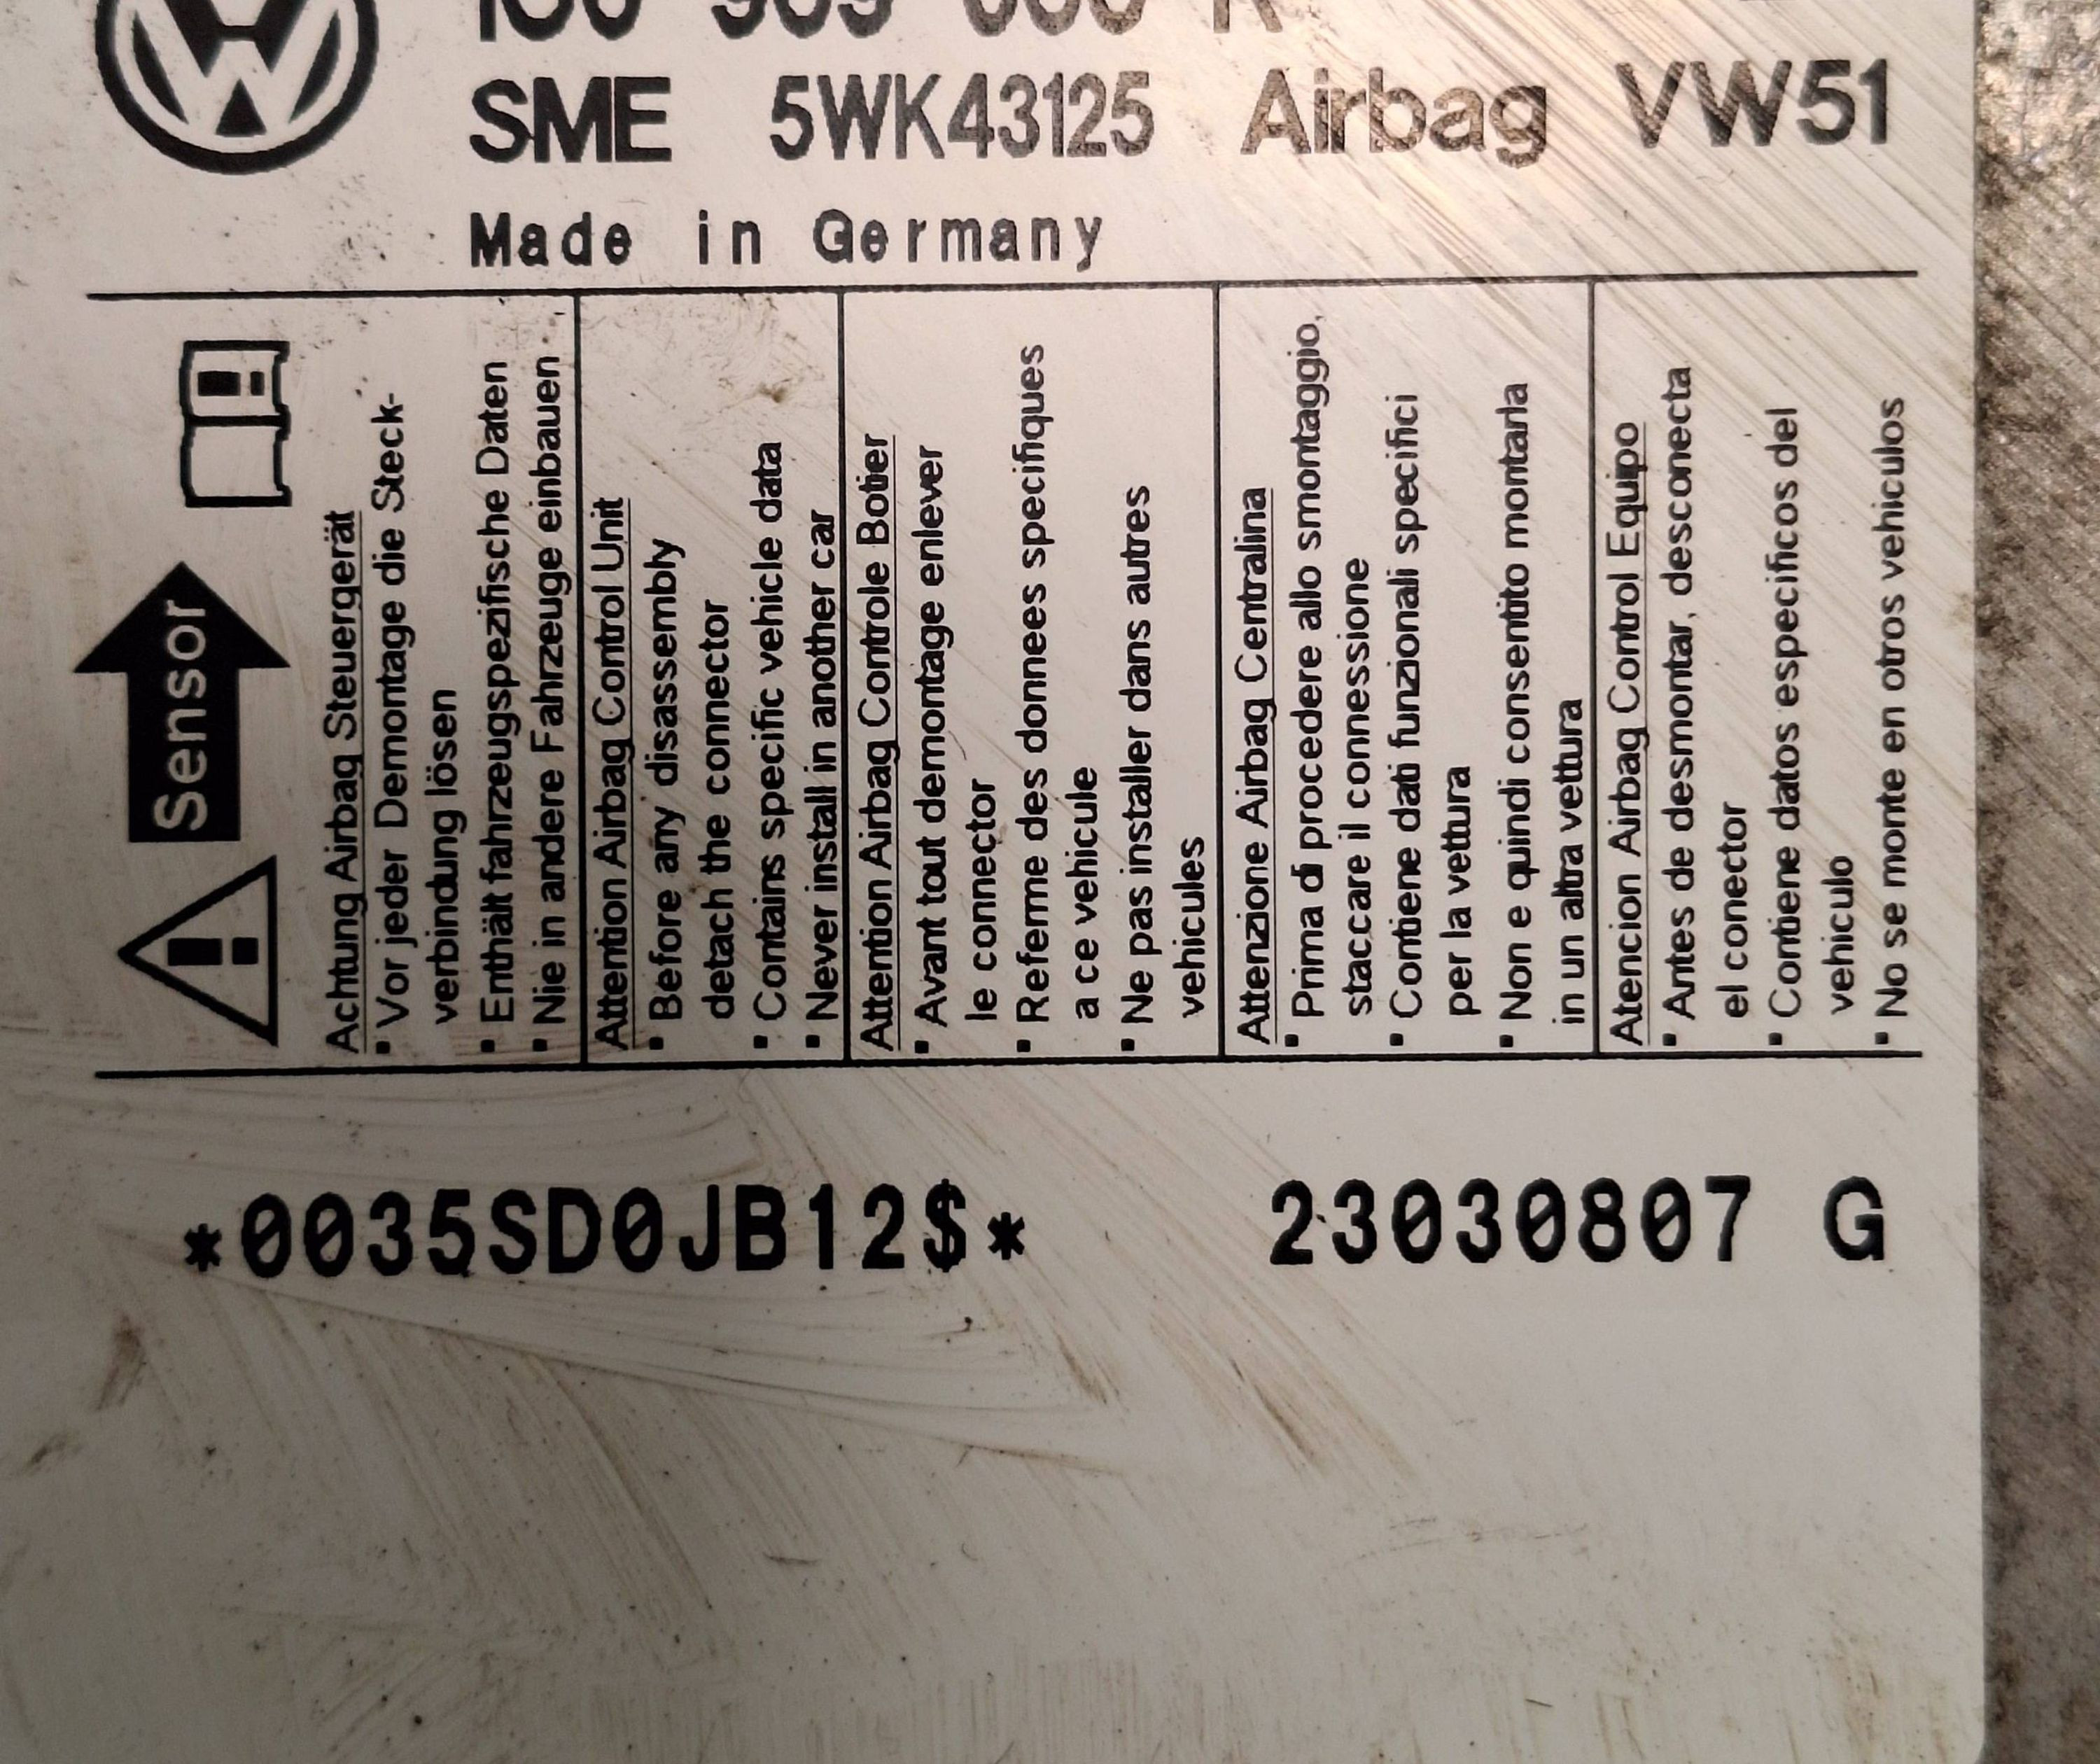 SME 5WK43125 Airbag VW51
Made in Germany
Sensor
Achtung Airbag Steuergerät
▪ Vor jeder Demontage die Steck-
verbindung lösen
▪ Enthält fahrzeugspezifische Daten
▪ Nie in andere Fahrzeuge einbauen
Attention Airbag Control Unit
▪ Before any disassembly
detach the connector
▪ Contains specific vehicle data
▪ Never install in another car
Attention Airbag Controle Botier
▪ Avant tout demontage enlever
le connector
▪ Referme des donnees specifiques
a ce vehicule
▪ Ne pas installer dans autres
vehicules
Attenzione Airbag Centralina
▪ Prima di procedere allo smontaggio,
staccare il connessione
▪ Contiene dati funzionali specifici
per la vettura
▪ Non e quindi consentito montarla
in un altra vettura
Atencion Airbag Control Equipo
▪ Antes de desmontar, desconecta
el conector
▪ Contiene datos especificos del
vehiculo
▪ No se monte en otros vehiculos
*0035SD0JB12$* 23030807 G